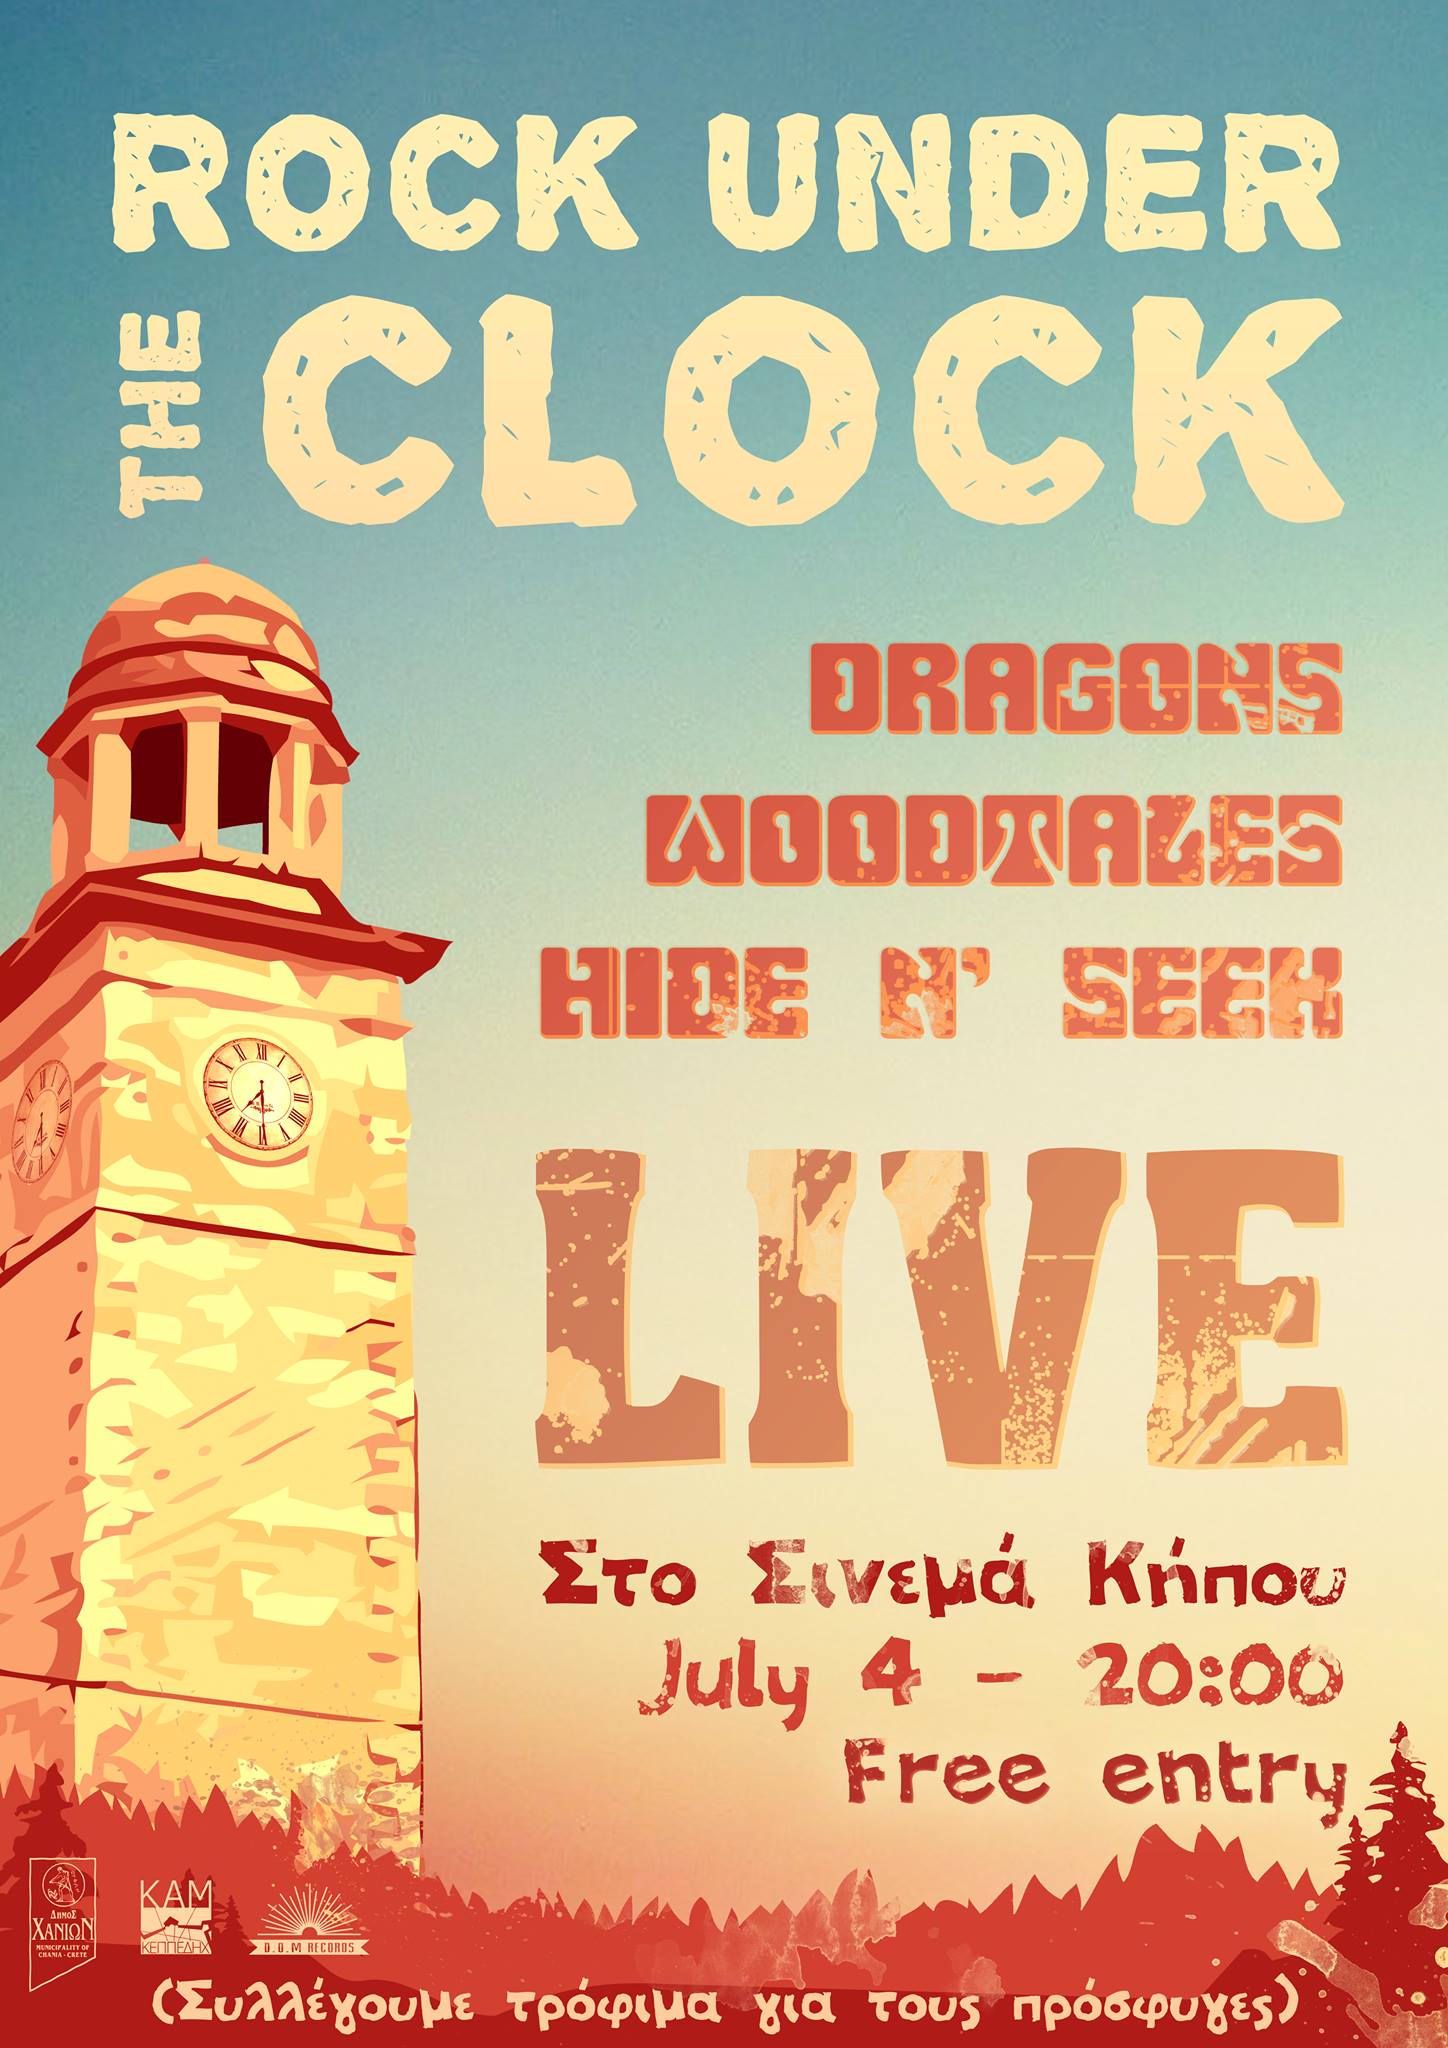 ROCK UNDER
THE CLOCK
DRAGONS
WOODTALES
HIDE N' SEEK
LIVE
Στο Σινεμά Κήπου
July 4 - 20:00
Free entry
ΔΗΜΟΣ
ΧΑΝΙΩΝ
MUNICIPALITY OF
CHANIA - CRETE
ΚΑΜ
ΚΕΠΠΕΔΗΧ
D.O.M RECORDS
(Συλλέγουμε τρόφιμα για τους πρόσφυγες)